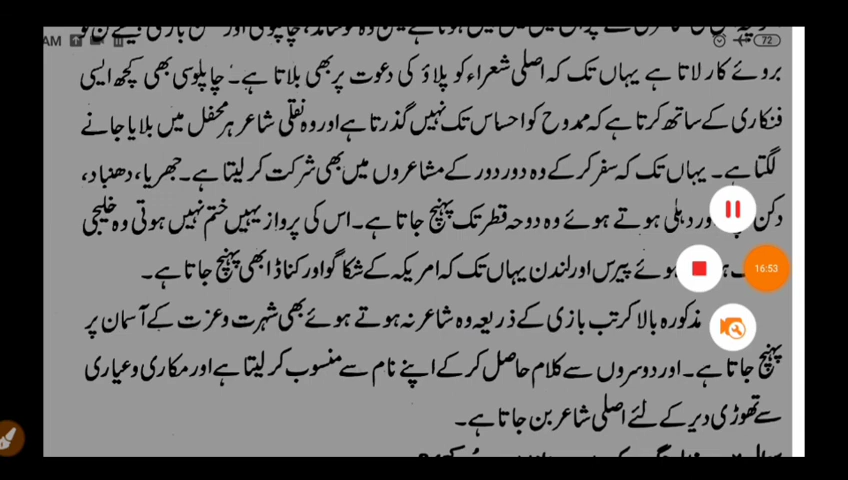 AM
72
بروئے کار لاتا ہے یہاں تک کہ اصلی شعراء کو پلاؤ کی دعوت پر بھی بلاتا ہے۔ چاپلوسی بھی کچھ ایسی
فنکاری کے ساتھ کرتا ہے کہ ممدوح کو احساس تک نہیں گذرتا ہے اور وہ نقلی شاعر ہر محفل میں بلایا جانے
لگتا ہے۔ یہاں تک کہ سفر کر کے وہ دور دور کے مشاعروں میں بھی شرکت کر لیتا ہے۔ جھریا، دھنباد،
دکن دہلی ہوتے ہوئے وہ دوحہ قطر تک پہنچ جاتا ہے۔ اس کی پرواز یہیں ختم نہیں ہوتی وہ خلیجی
ہوئے پیرس اور لندن یہاں تک کہ امریکہ کے شکاگو اور کناڈا بھی پہنچ جاتا ہے۔
16:53
مذکورہ بالا کرتب بازی کے ذریعہ وہ شاعر نہ ہوتے ہوئے بھی شہرت و عزت کے آسمان پر
پہنچ جاتا ہے۔ اور دوسروں سے کلام حاصل کر کے اپنے نام سے منسوب کر لیتا ہے اور مکاری و عیاری
سے تھوڑی دیر کے لئے اصلی شاعر بن جاتا ہے۔